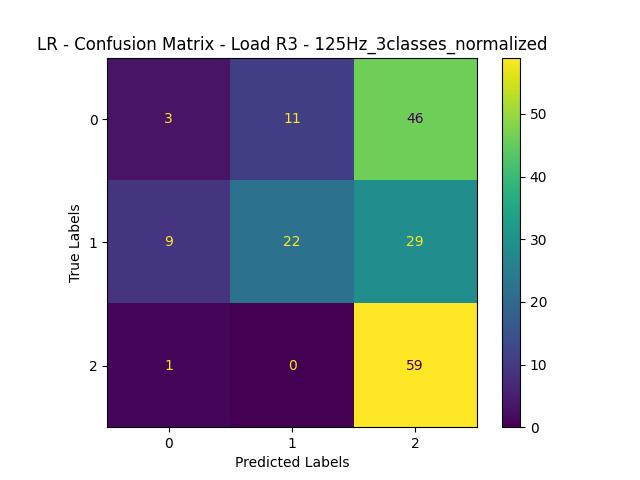 LR - Confusion Matrix - Load R3 - 125Hz_3classes_normalized
0 3 11 46
1 9 22 29
2 1 0 59
0 1 2
Predicted Labels
True Labels
50
40
30
20
10
0